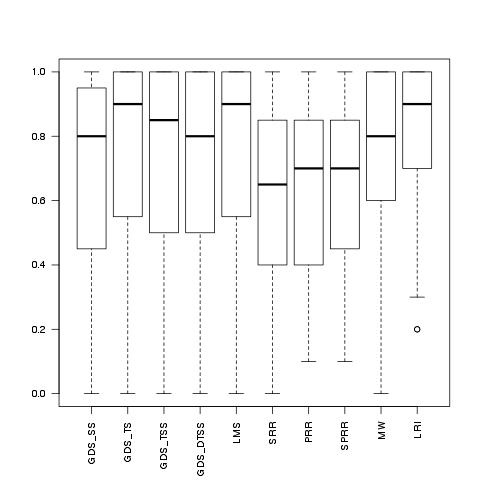 1.0
0.8
0.6
0.4
0.2
0.0
GDS_SS
GDS_TS
GDS_TSS
GDS_DTSS
LMS
SRR
PRR
SPRR
MW
LRI